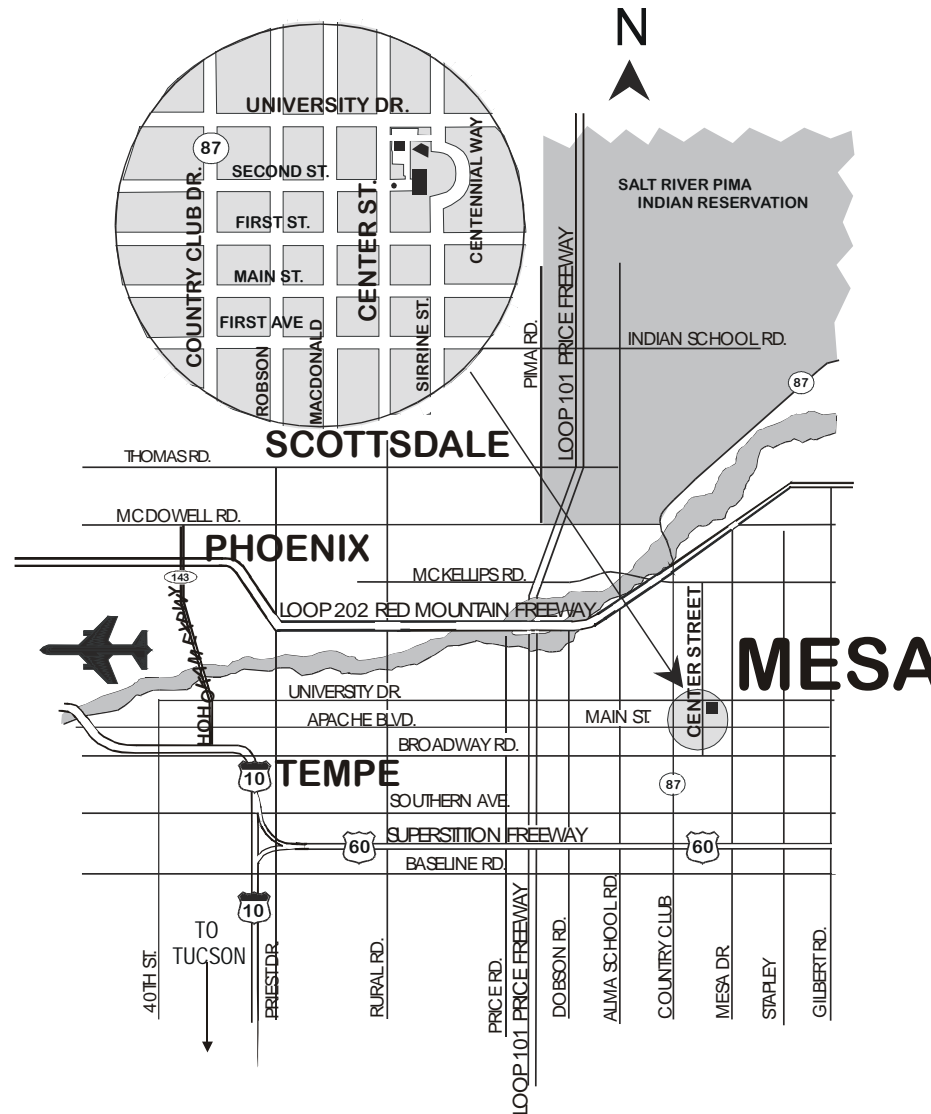 N
UNIVERSITY DR.
87
SECOND ST.
FIRST ST.
MAIN ST.
FIRST AVE
COUNTRY CLUB DR.
ROBSON
MACDONALD
CENTER ST.
SIRRINE ST.
CENTENNIAL WAY
SALT RIVER PIMA
INDIAN RESERVATION
PIMA RD.
LOOP 101 PRICE FREEWAY
INDIAN SCHOOL RD.
87
SCOTTSDALE
THOMAS RD.
MCDOWELL RD.
PHOENIX
143
MCKELLIPS RD.
LOOP 202 RED MOUNTAIN FREEWAY
HOHOKAM EXPWY
CENTER STREET
MESA
UNIVERSITY DR.
APACHE BLVD.
MAIN ST.
BROADWAY RD.
10
TEMPE
87
SOUTHERN AVE.
SUPERSTITION FREEWAY
60
60
BASELINE RD.
10
TO
TUCSON
40TH ST.
PRIEST DR.
RURAL RD.
PRICE RD.
LOOP 101 PRICE FREEWAY
DOBSON RD.
ALMA SCHOOL RD.
COUNTRY CLUB
MESA DR.
STAPLEY
GILBERT RD.